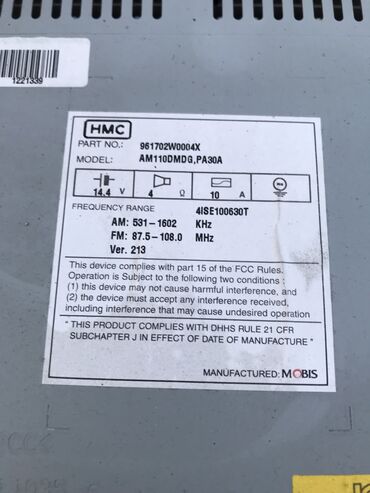 1221339
HMC
PART NO.: 961702W0004X
MODEL: AM110DMDG,PA30A
14.4 V 4 Ω 10 A
FREQUENCY RANGE 4ISE100630T
AM: 531-1602 KHz
FM: 87.5-108.0 MHz
Ver. 213
This device complies with part 15 of the FCC Rules.
Operation is Subject to the following two conditions :
(1) this device may not cause harmful interference, and
(2) the device must accept any interference received,
including interference that may cause undesired operation
" THIS PRODUCT COMPLIES WITH DHHS RULE 21 CFR
SUBCHAPTER J IN EFFECT OF DATE OF MANUFACTURE "
MANUFACTURED: MOBIS